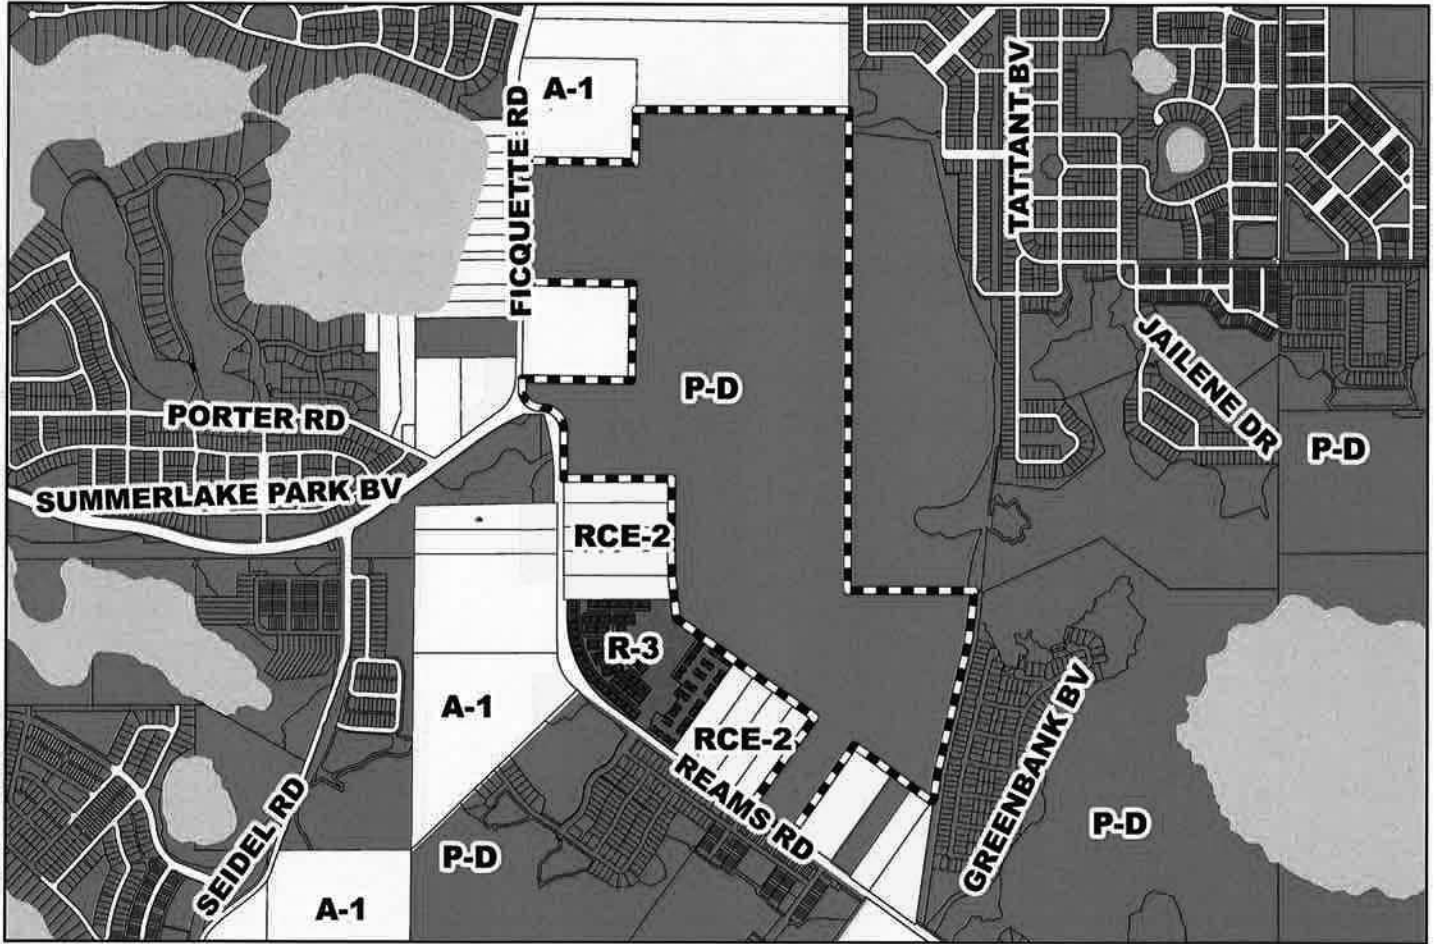 A-1
FICQUETTE RD
TATTANT BV
JAILENE DR
P-D
PORTER RD
P-D
SUMMERLAKE PARK BV
RCE-2
R-3
A-1
RCE-2
REAMS RD
GREENBANK BV
SEIDEL RD
P-D
P-D
A-1